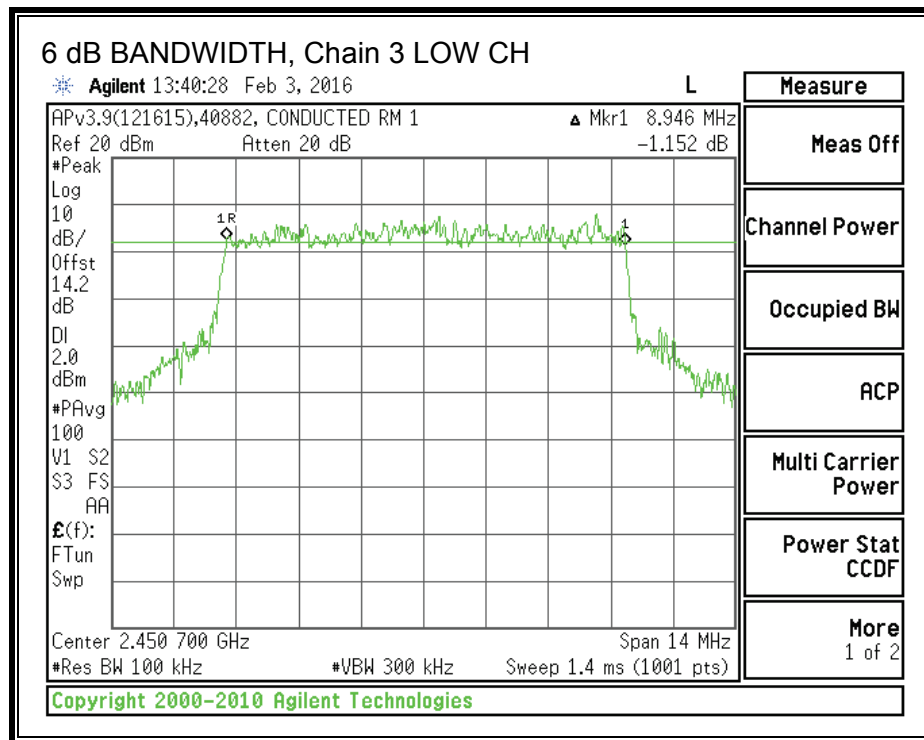 6 dB BANDWIDTH, Chain 3 LOW CH
Agilent 13:40:28 Feb 3, 2016 L
APv3.9(121615),40882, CONDUCTED RM 1 Δ Mkr1 8.946 MHz
Ref 20 dBm Atten 20 dB -1.152 dB
#Peak
Log
10
dB/
Offst
14.2
dB
DI
2.0
dBm
#PAvg
100
V1 S2
S3 FS
AA
£(f):
FTun
Swp
1R
1
Center 2.450 700 GHz Span 14 MHz
#Res BW 100 kHz #VBW 300 kHz Sweep 1.4 ms (1001 pts)
Copyright 2000-2010 Agilent Technologies
Measure
Meas Off
Channel Power
Occupied BW
ACP
Multi Carrier
Power
Power Stat
CCDF
More
1 of 2